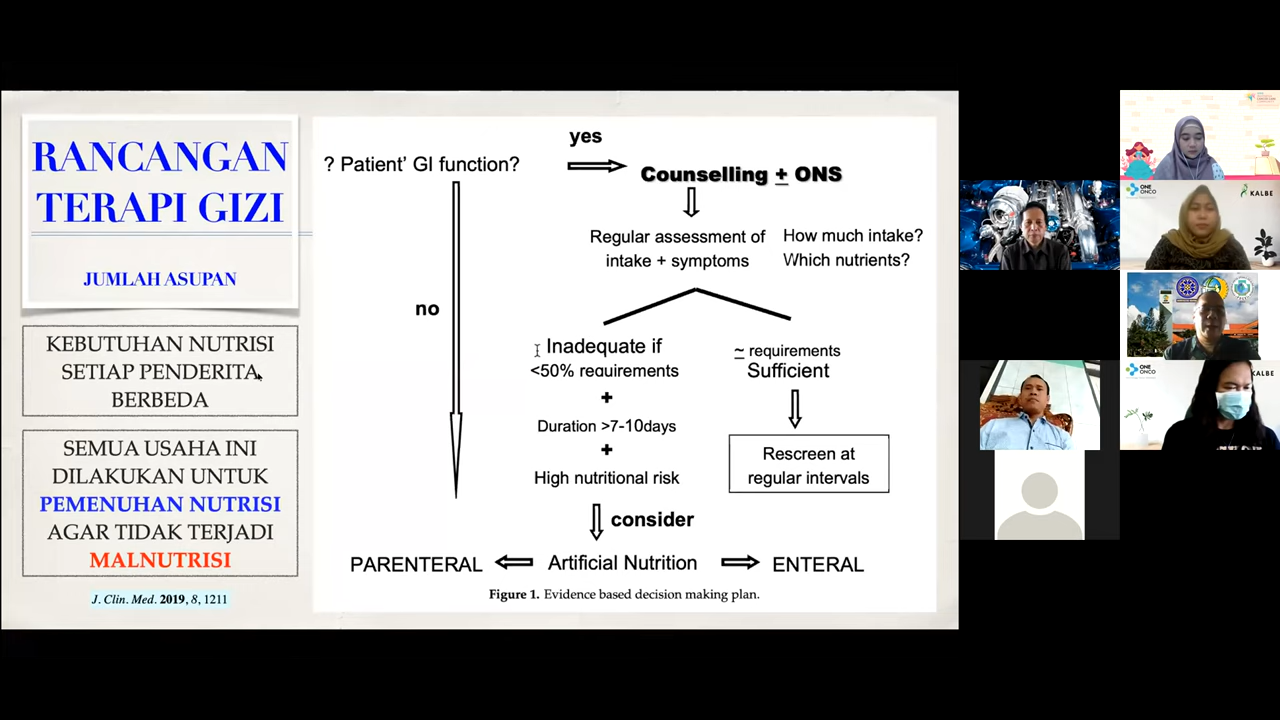 RANCANGAN
TERAPI GIZI
JUMLAH ASUPAN
KEBUTUHAN NUTRISI
SETIAP PENDERITA
BERBEDA
SEMUA USAHA INI
DILAKUKAN UNTUK
PEMENUHAN NUTRISI
AGAR TIDAK TERJADI
MALNUTRISI
J. Clin. Med. 2019, 8, 1211
? Patient' GI function?
yes
Counselling ± ONS
Regular assessment of
intake + symptoms
How much intake?
Which nutrients?
no
Inadequate if
<50% requirements
+
Duration >7-10days
+
High nutritional risk
~ requirements
Sufficient
Rescreen at
regular intervals
consider
PARENTERAL
Artificial Nutrition
ENTERAL
Figure 1. Evidence based decision making plan.
ONE
ONCO
KALBE
ONE
ONCO
KALBE